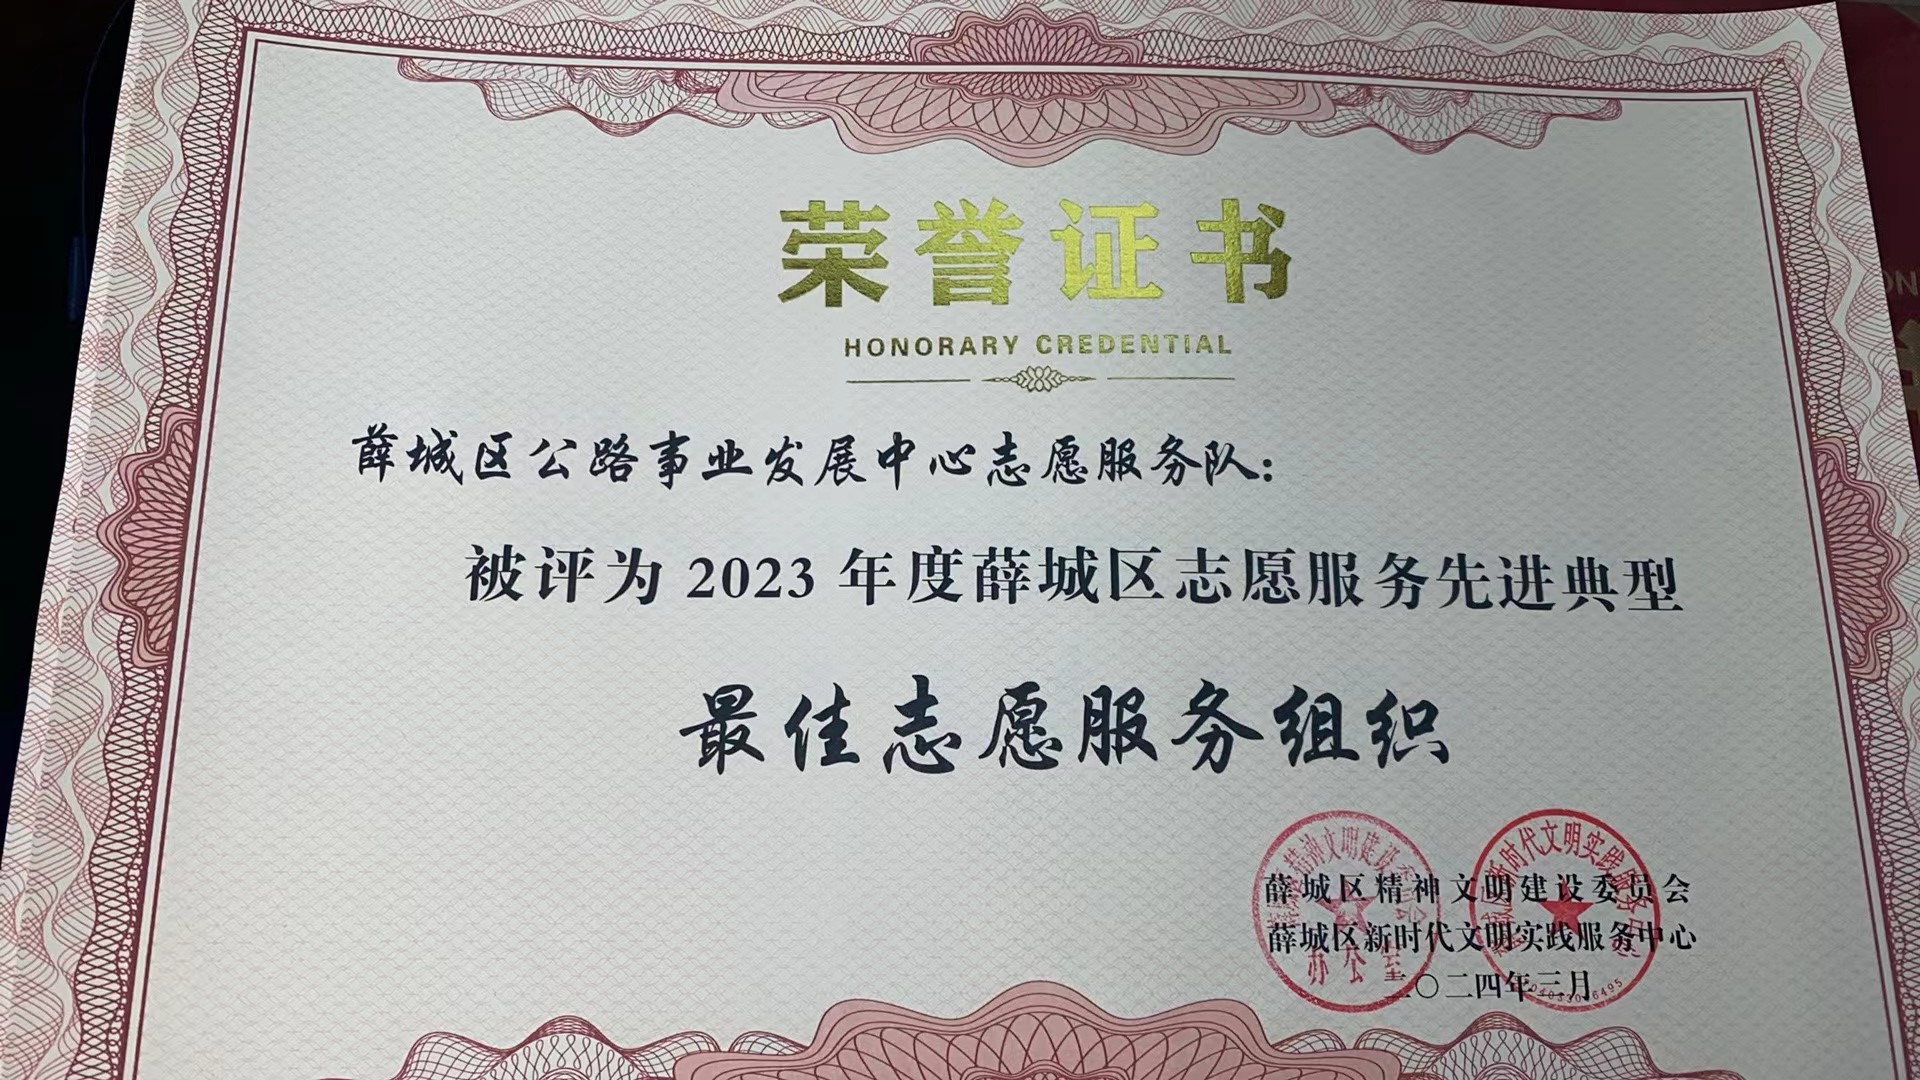 荣誉证书
HONORARY CREDENTIAL
薛城区公路事业发展中心志愿服务队：
被评为 2023 年度薛城区志愿服务先进典型
最佳志愿服务组织
薛城区精神文明建设委员会
薛城区新时代文明实践服务中心
二〇二四年三月
办公室